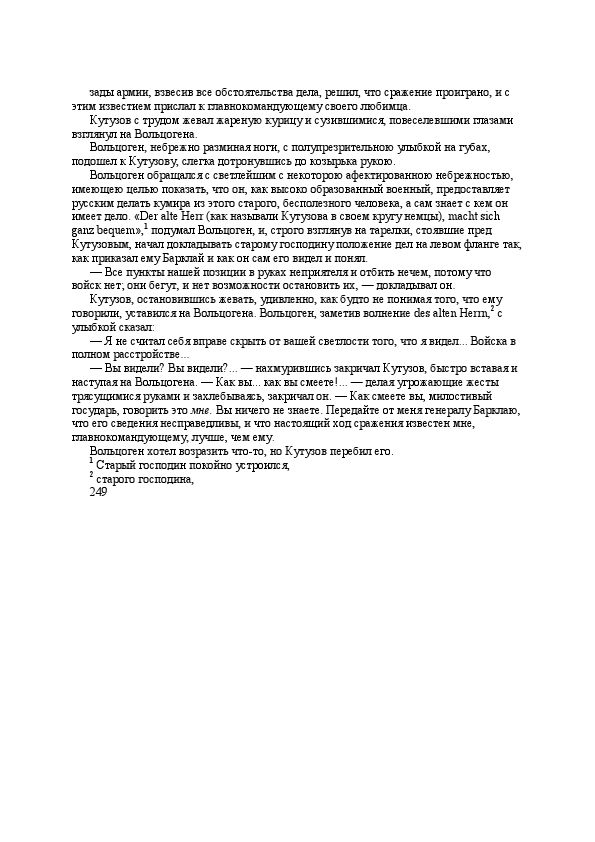 зады армии, взвесив все обстоятельства дела, решил, что сражение проиграно, и с
этим известием прислал к главнокомандующему своего любимца.
Кутузов с трудом жевал жареную курицу и сузившимися, повеселевшими глазами
взглянул на Вольцогена.
Вольцоген, небрежно разминая ноги, с полупрезрительною улыбкой на губах,
подошел к Кутузову, слегка дотронувшись до козырька рукою.
Вольцоген обращался с светлейшим с некоторою афектированною небрежностью,
имеющею целью показать, что он, как высоко образованный военный, предоставляет
русским делать кумира из этого старого, бесполезного человека, а сам знает с кем он
имеет дело. «Der alte Herr (как называли Кутузова в своем кругу немцы), macht sich
ganz bequem»,¹ подумал Вольцоген, и, строго взглянув на тарелки, стоявшие пред
Кутузовым, начал докладывать старому господину положение дел на левом фланге так,
как приказал ему Барклай и как он сам его видел и понял.
— Все пункты нашей позиции в руках неприятеля и отбить нечем, потому что
войск нет; они бегут, и нет возможности остановить их, — докладывал он.
Кутузов, остановившись жевать, удивленно, как будто не понимая того, что ему
говорили, уставился на Вольцогена. Вольцоген, заметив волнение des alten Herrn,² с
улыбкой сказал:
— Я не считал себя вправе скрыть от вашей светлости того, что я видел... Войска в
полном расстройстве...
— Вы видели? Вы видели?... — нахмурившись закричал Кутузов, быстро вставая и
наступая на Вольцогена. — Как вы... как вы смеете!... — делая угрожающие жесты
трясущимися руками и захлебываясь, закричал он. — Как смеете вы, милостивый
государь, говорить это мне. Вы ничего не знаете. Передайте от меня генералу Барклаю,
что его сведения несправедливы, и что настоящий ход сражения известен мне,
главнокомандующему, лучше, чем ему.
Вольцоген хотел возразить что-то, но Кутузов перебил его.
¹ Старый господин покойно устроился,
² старого господина,
249